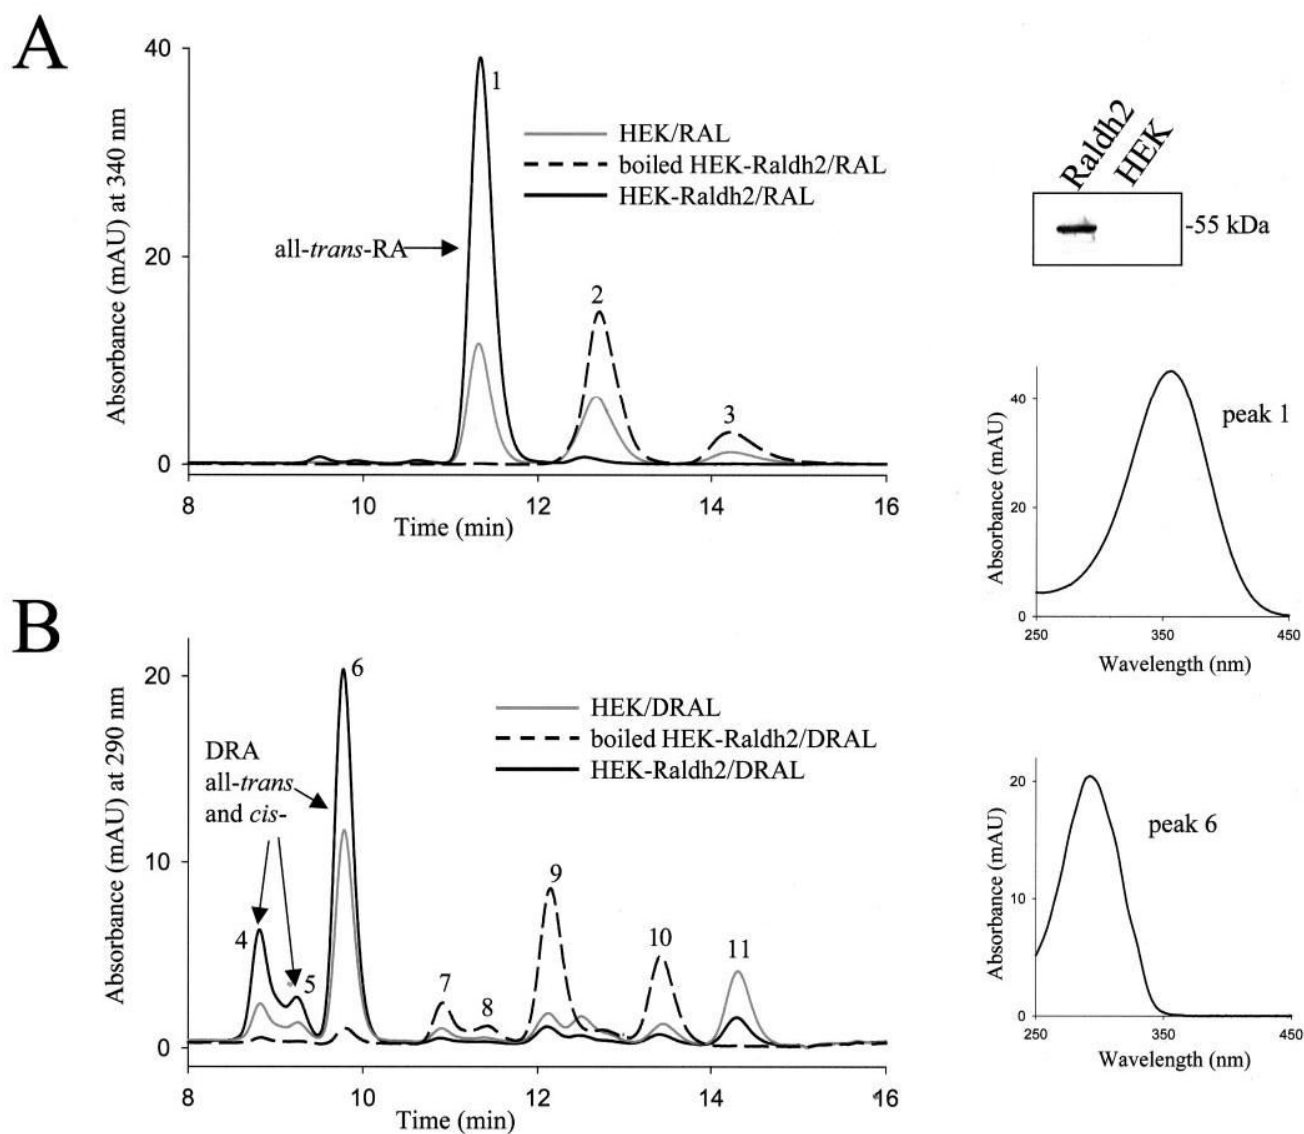 A
40
20
0
Absorbance (mAU) at 340 nm
1
HEK/RAL
boiled HEK-Raldh2/RAL
HEK-Raldh2/RAL
all-trans-RA
2
3
8
10
12
14
16
Time (min)
Raldh2
HEK
-55 kDa
40
20
0
Absorbance (mAU)
peak 1
250
350
450
Wavelength (nm)
B
20
10
0
Absorbance (mAU) at 290 nm
6
HEK/DRAL
boiled HEK-Raldh2/DRAL
HEK-Raldh2/DRAL
DRA
all-trans
and cis-
4
5
7
8
9
10
11
8
10
12
14
16
Time (min)
20
10
0
Absorbance (mAU)
peak 6
250
350
450
Wavelength (nm)